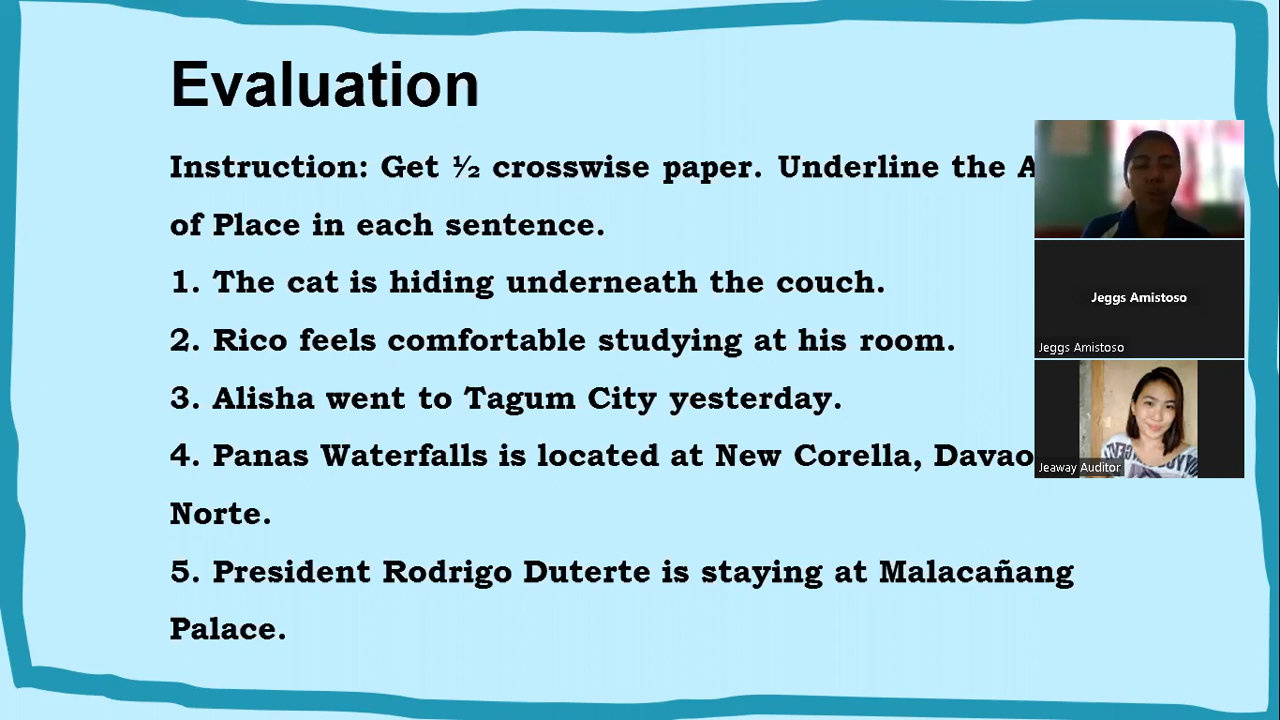 Evaluation
Instruction: Get ½ crosswise paper. Underline the
of Place in each sentence.
1. The cat is hiding underneath the couch.
2. Rico feels comfortable studying at his room.
3. Alisha went to Tagum City yesterday.
4. Panas Waterfalls is located at New Corella, Davao
Norte.
5. President Rodrigo Duterte is staying at Malacañang
Palace.
Jeggs Amistoso
Jeggs Amistoso
Jeaway Auditor